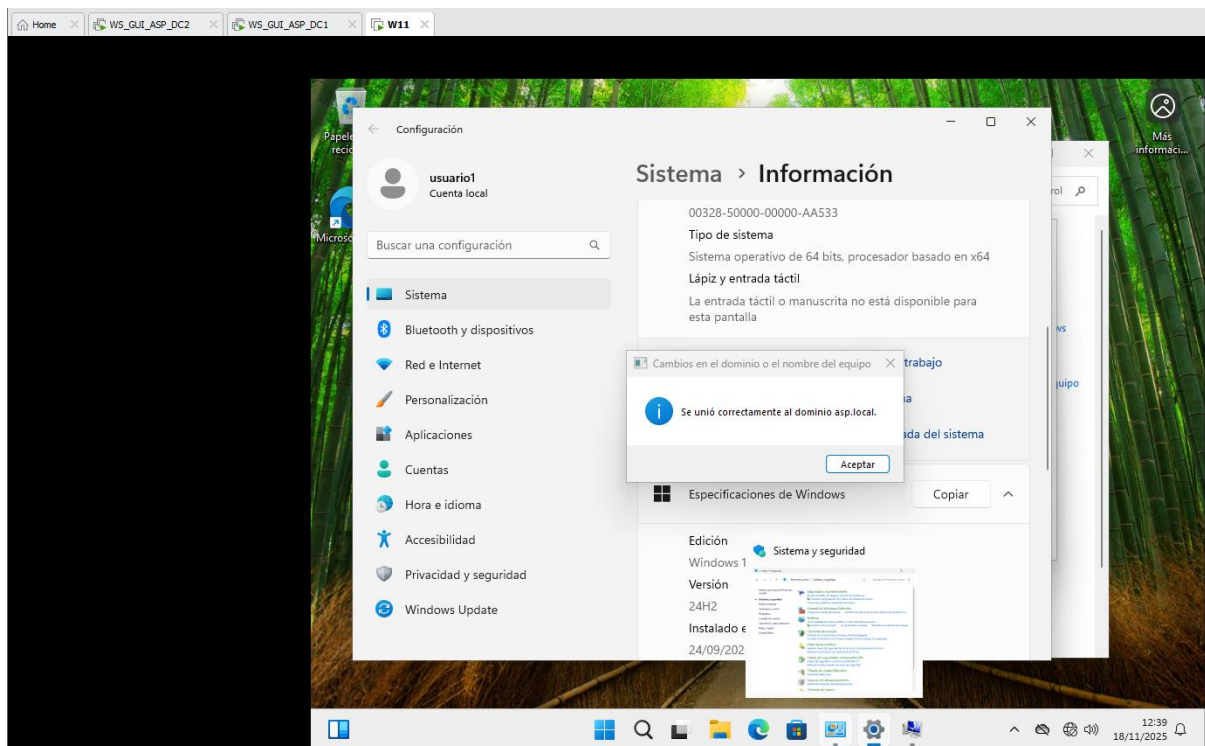 Home
WS_GUI_ASP_DC2
WS_GUI_ASP_DC1
W11
Más
informaci...
Configuración
usuario1
Cuenta local
Buscar una configuración
Sistema
Bluetooth y dispositivos
Red e Internet
Personalización
Aplicaciones
Cuentas
Hora e idioma
Accesibilidad
Privacidad y seguridad
Windows Update
Sistema > Información
00328-50000-00000-AA533
Tipo de sistema
Sistema operativo de 64 bits, procesador basado en x64
Lápiz y entrada táctil
La entrada táctil o manuscrita no está disponible para
esta pantalla
trabajo
ada del sistema
Cambios en el dominio o el nombre del equipo
Se unió correctamente al dominio asp.local.
Aceptar
Especificaciones de Windows
Copiar
Edición
Windows 1
Versión
24H2
Instalado e
24/09/202
Sistema y seguridad
12:39
18/11/2025